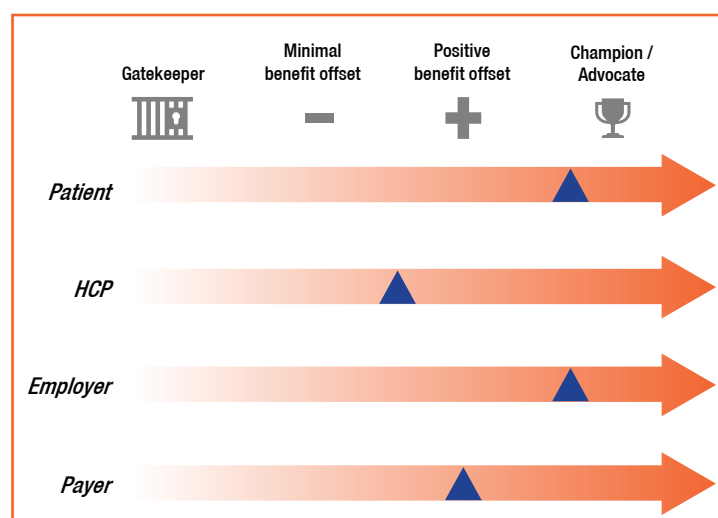 Gatekeeper
Minimal
benefit offset
Positive
benefit offset
Champion /
Advocate
Patient
HCP
Employer
Payer